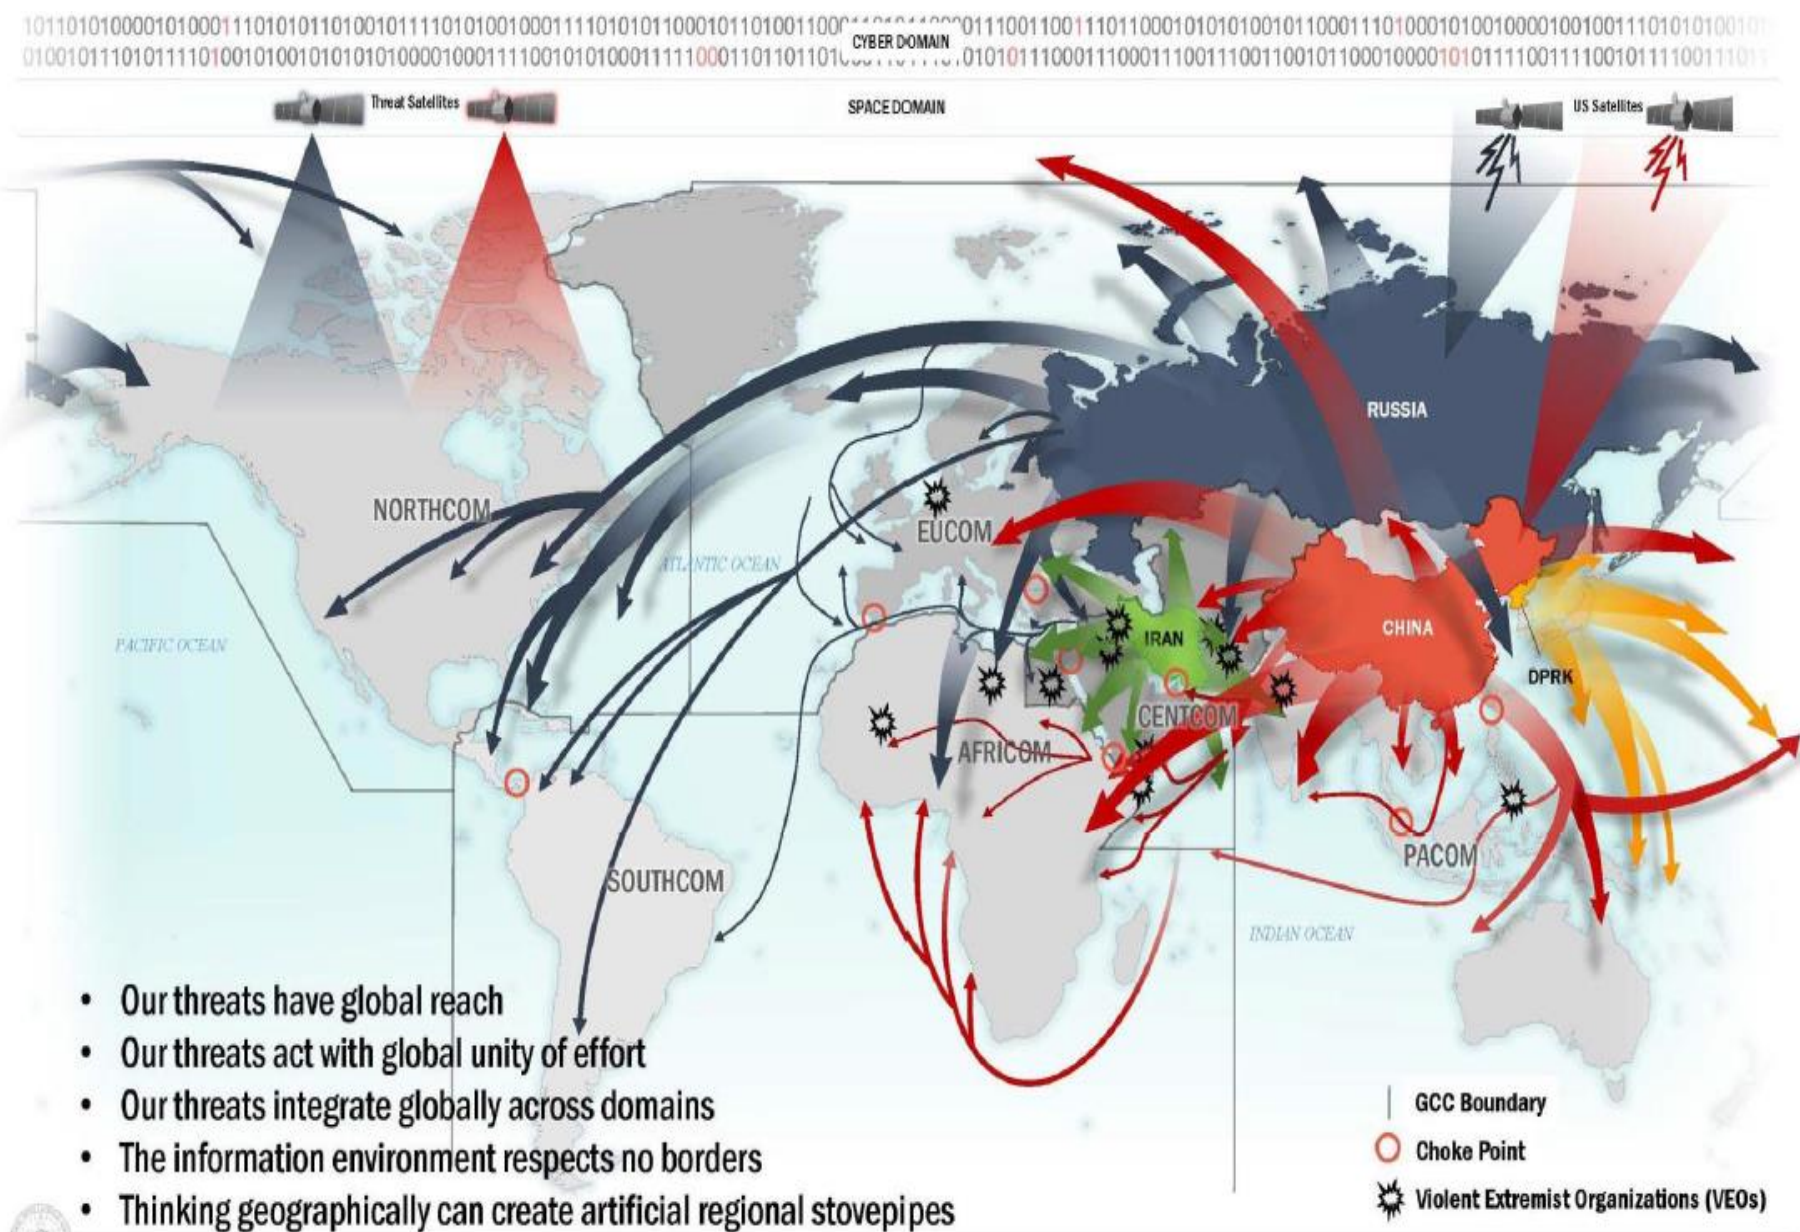 CYBER DOMAIN
Threat Satellites
SPACE DOMAIN
US Satellites
RUSSIA
NORTHCOM
EUCOM
ATLANTIC OCEAN
PACIFIC OCEAN
IRAN
CHINA
DPRK
CENTCOM
AFRICOM
PACOM
SOUTHCOM
INDIAN OCEAN
• Our threats have global reach
• Our threats act with global unity of effort
• Our threats integrate globally across domains
• The information environment respects no borders
• Thinking geographically can create artificial regional stovepipes
GCC Boundary
Choke Point
Violent Extremist Organizations (VEOs)